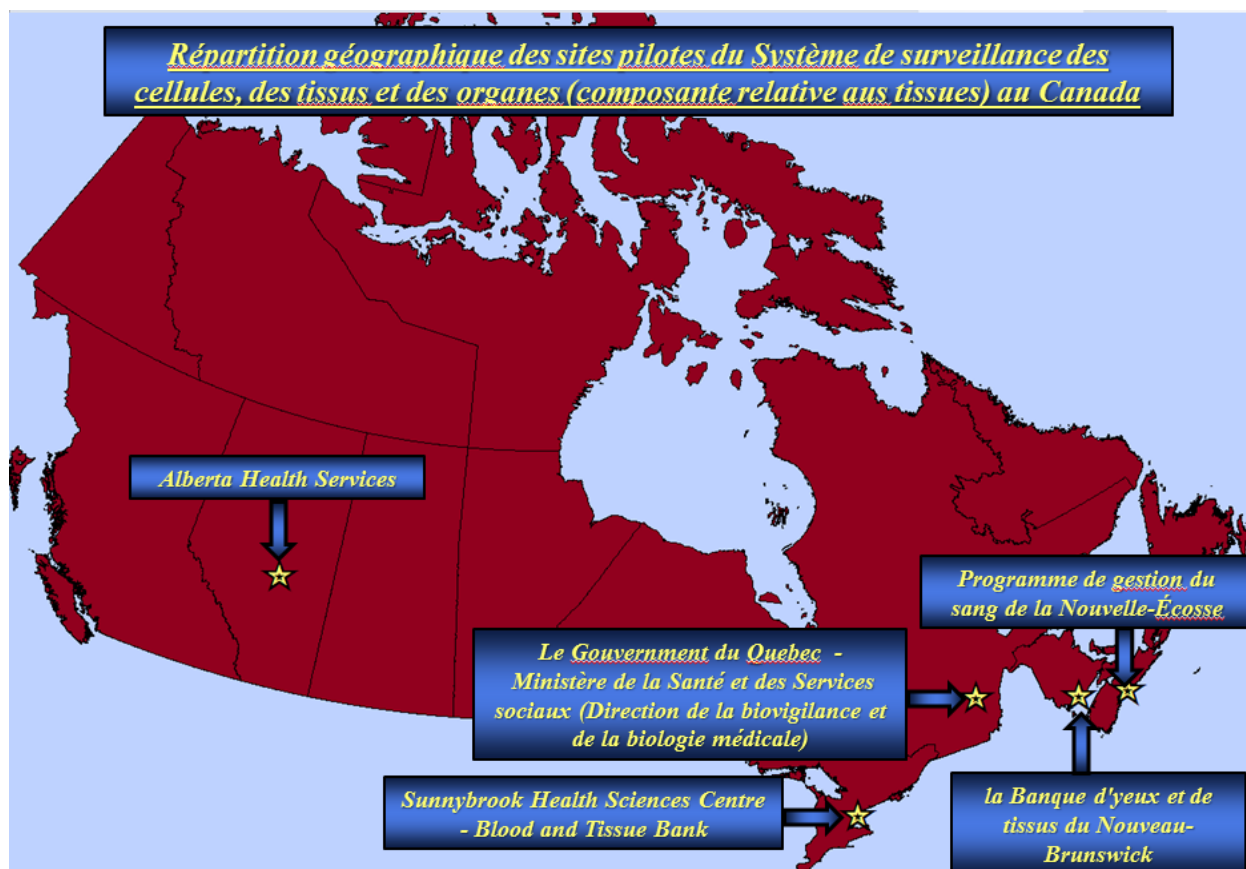 Répartition géographique des sites pilotes du Système de surveillance des
cellules, des tissus et des organes (composante relative aus tissues) au Canada
Alberta Health Services
Programme de gestion du
sang de la Nouvelle-Écosse
Le Gouvernment du Quebec -
Ministère de la Santé et des Services
sociaux (Direction de la biovigilance et
de la biologie médicale)
Sunnybrook Health Sciences Centre
- Blood and Tissue Bank
la Banque d'yeux et de
tissus du Nouveau-
Brunswick